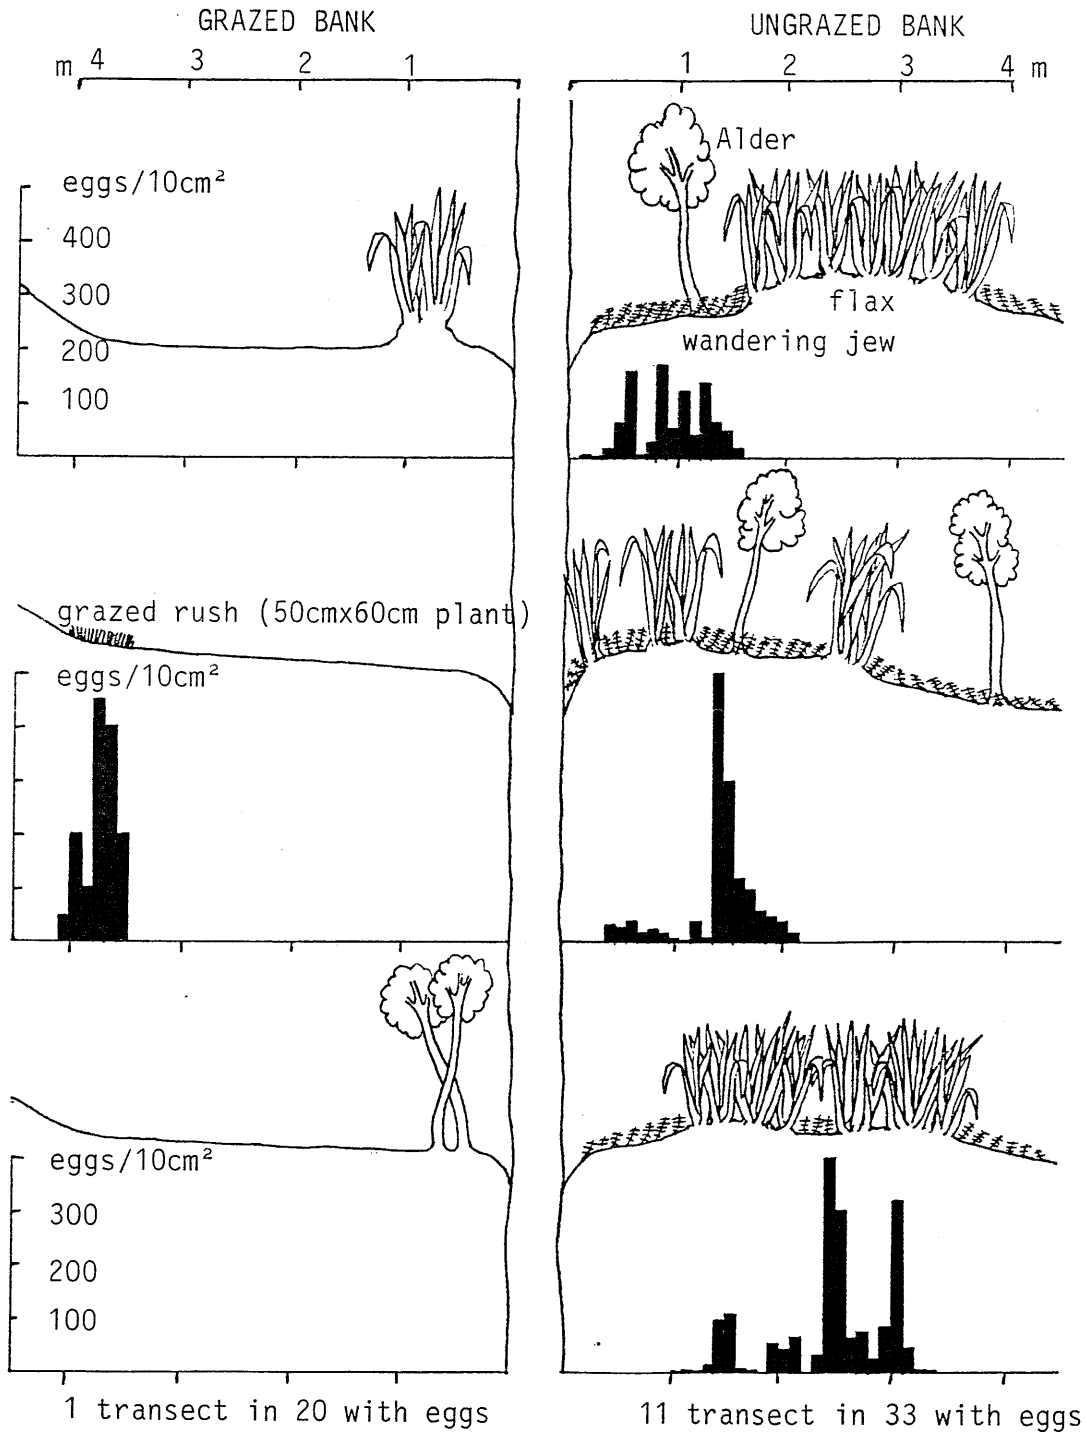 GRAZED BANK
UNGRAZED BANK
m 4 3 2 1
1 2 3 4 m
Alder
eggs/10cm²
400
300
200
100
flax
wandering jew
grazed rush (50cmx60cm plant)
eggs/10cm²
eggs/10cm²
300
200
100
1 transect in 20 with eggs
11 transect in 33 with eggs